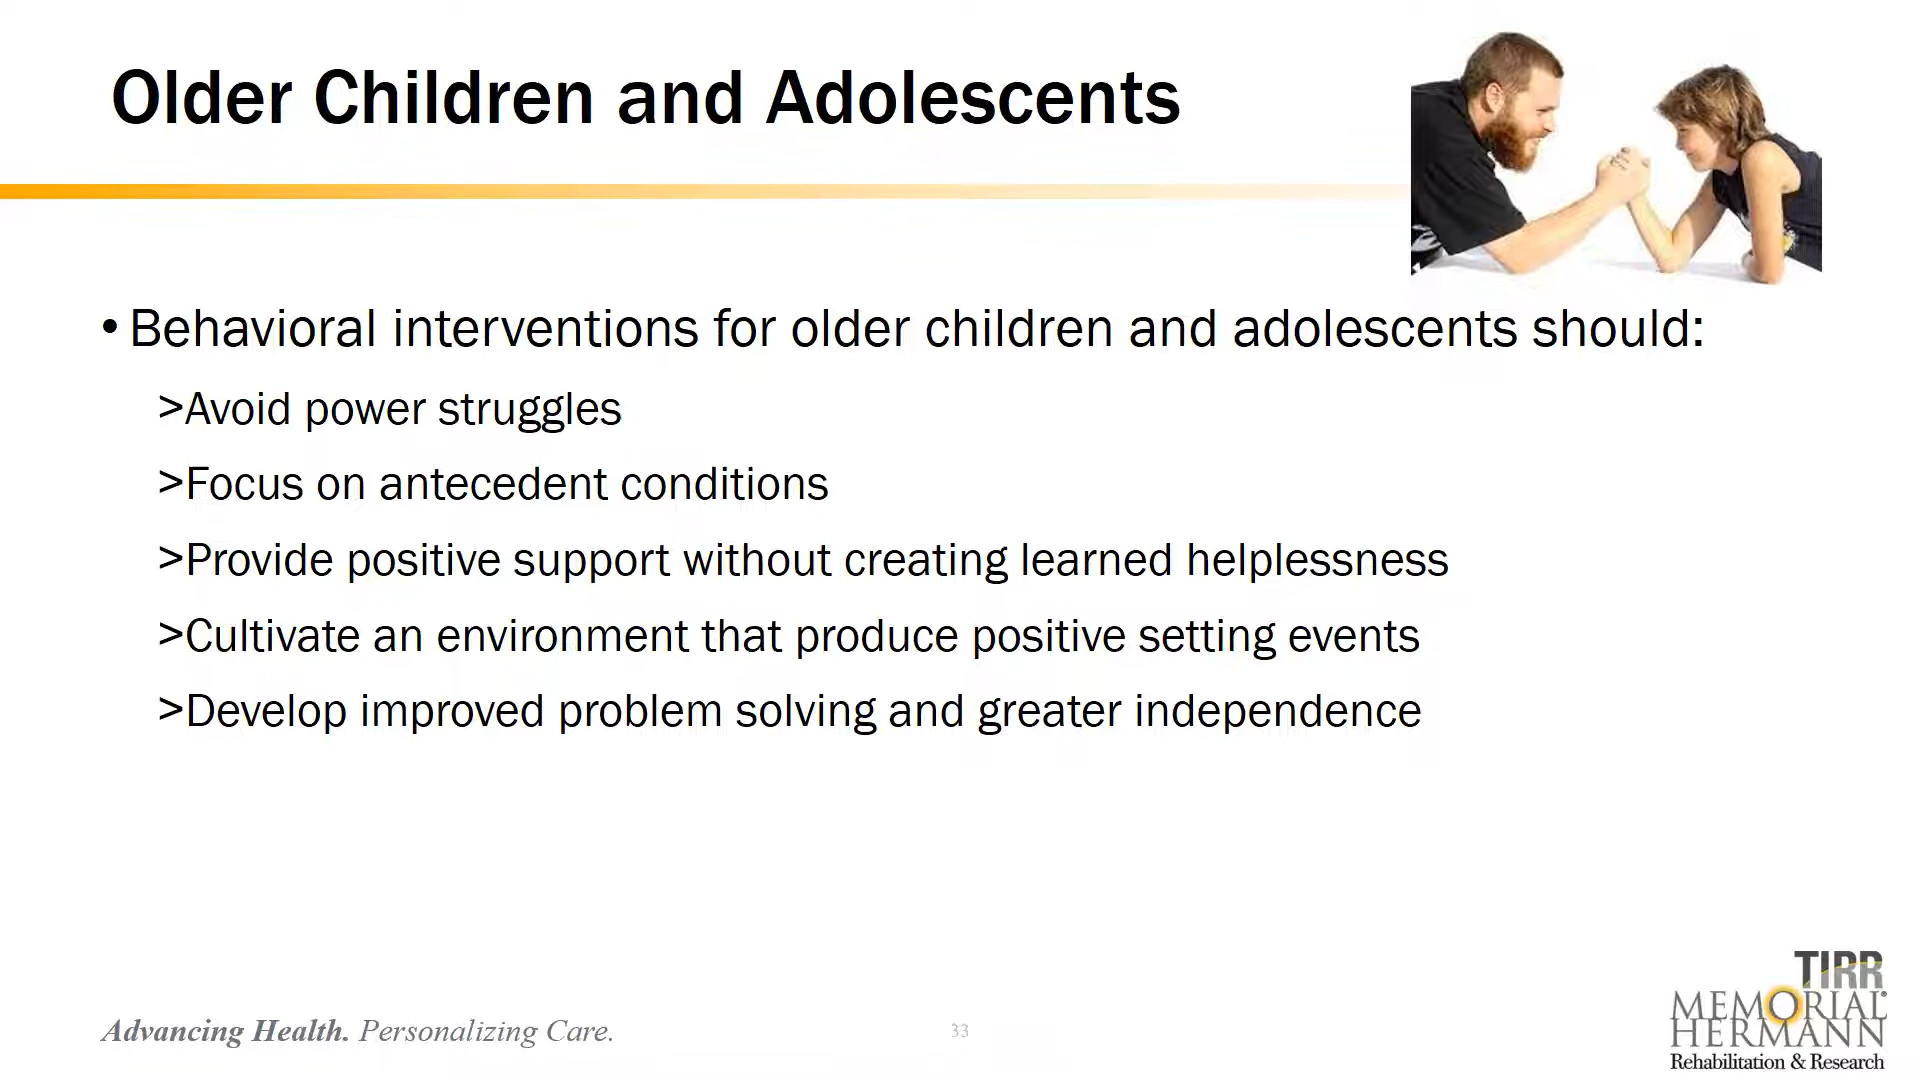 Older Children and Adolescents
• Behavioral interventions for older children and adolescents should:
>Avoid power struggles
>Focus on antecedent conditions
>Provide positive support without creating learned helplessness
>Cultivate an environment that produce positive setting events
>Develop improved problem solving and greater independence
Advancing Health. Personalizing Care.
33
TIRR
MEMORIAL®
HERMANN
Rehabilitation & Research